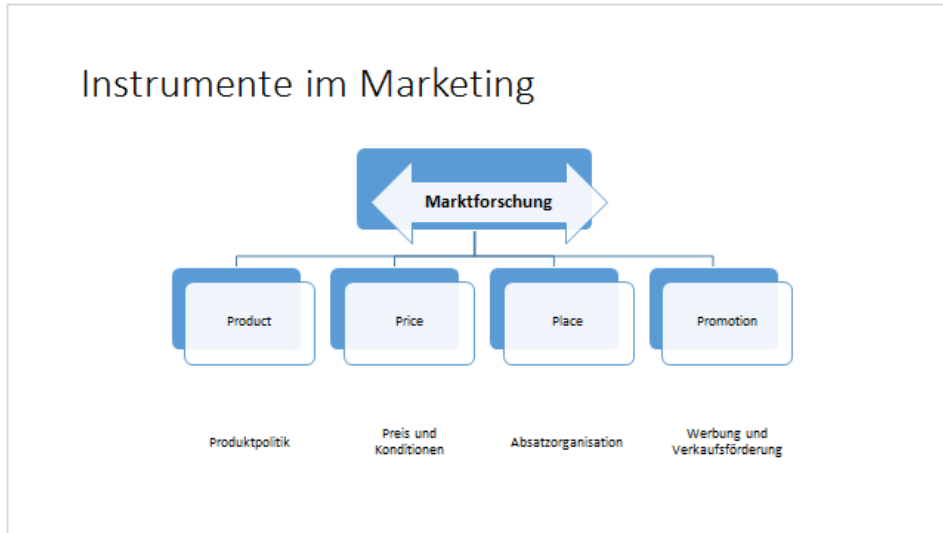 Instrumente im Marketing
Marktforschung
Product
Price
Place
Promotion
Produktpolitik
Preis und
Konditionen
Absatzorganisation
Werbung und
Verkaufsförderung